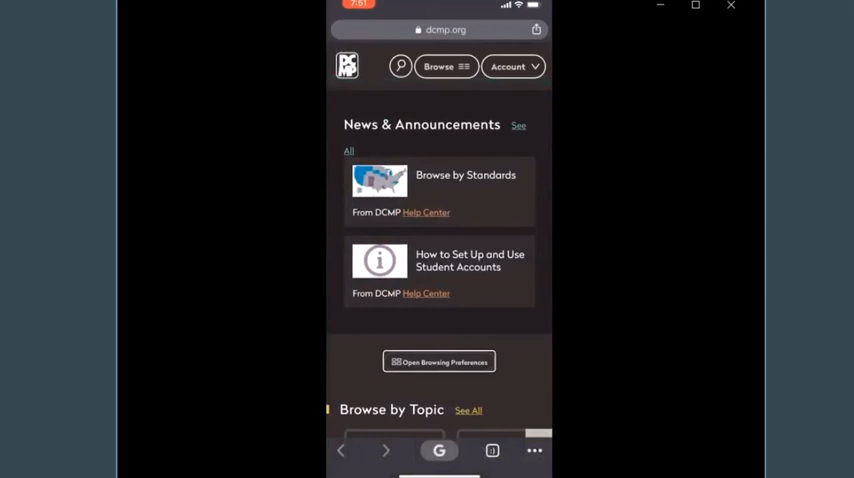 7:51
dcmp.org
DC
MP
Browse
Account
News & Announcements See
All
Browse by Standards
From DCMP Help Center
How to Set Up and Use
Student Accounts
From DCMP Help Center
Open Browsing Preferences
Browse by Topic See All
G
:)